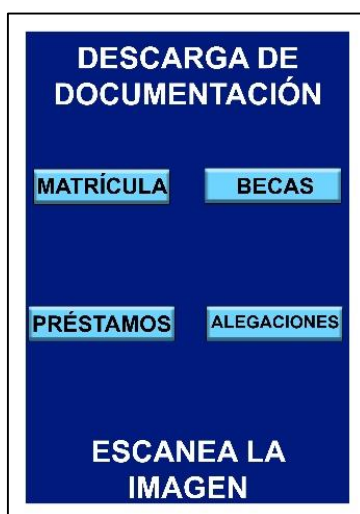 DESCARGA DE
DOCUMENTACIÓN
MATRÍCULA
BECAS
PRÉSTAMOS
ALEGACIONES
ESCANEA LA
IMAGEN